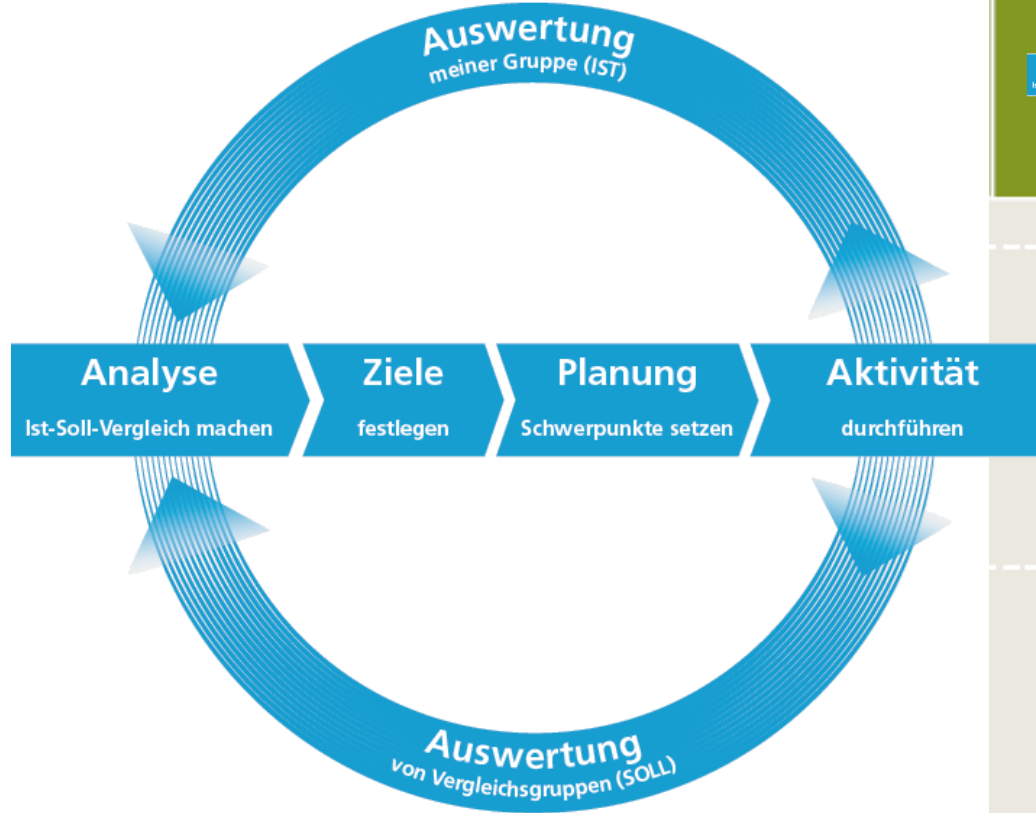 Auswertung
meiner Gruppe (IST)
Analyse
Ist-Soll-Vergleich machen
Ziele
festlegen
Planung
Schwerpunkte setzen
Aktivität
durchführen
Auswertung
von Vergleichsgruppen (SOLL)